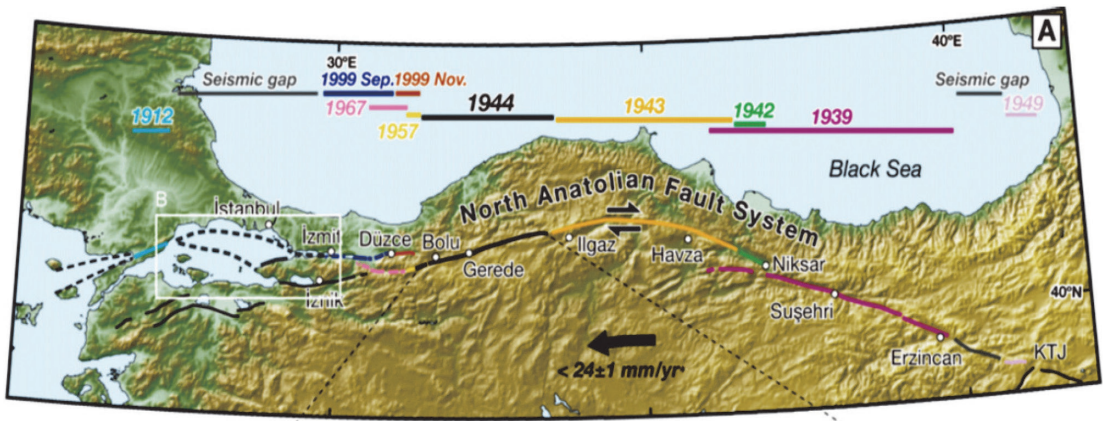 A
40°E
30°E
Seismic gap
1999 Sep.
1999 Nov.
Seismic gap
1967
1944
1943
1942
1939
1949
1912
1957
Black Sea
North Anatolian Fault System
B
İstanbul
İzmit
Düzce
Bolu
Gerede
Ilgaz
Havza
Niksar
İznik
40°N
Suşehri
Erzincan
KTJ
< 24±1 mm/yr